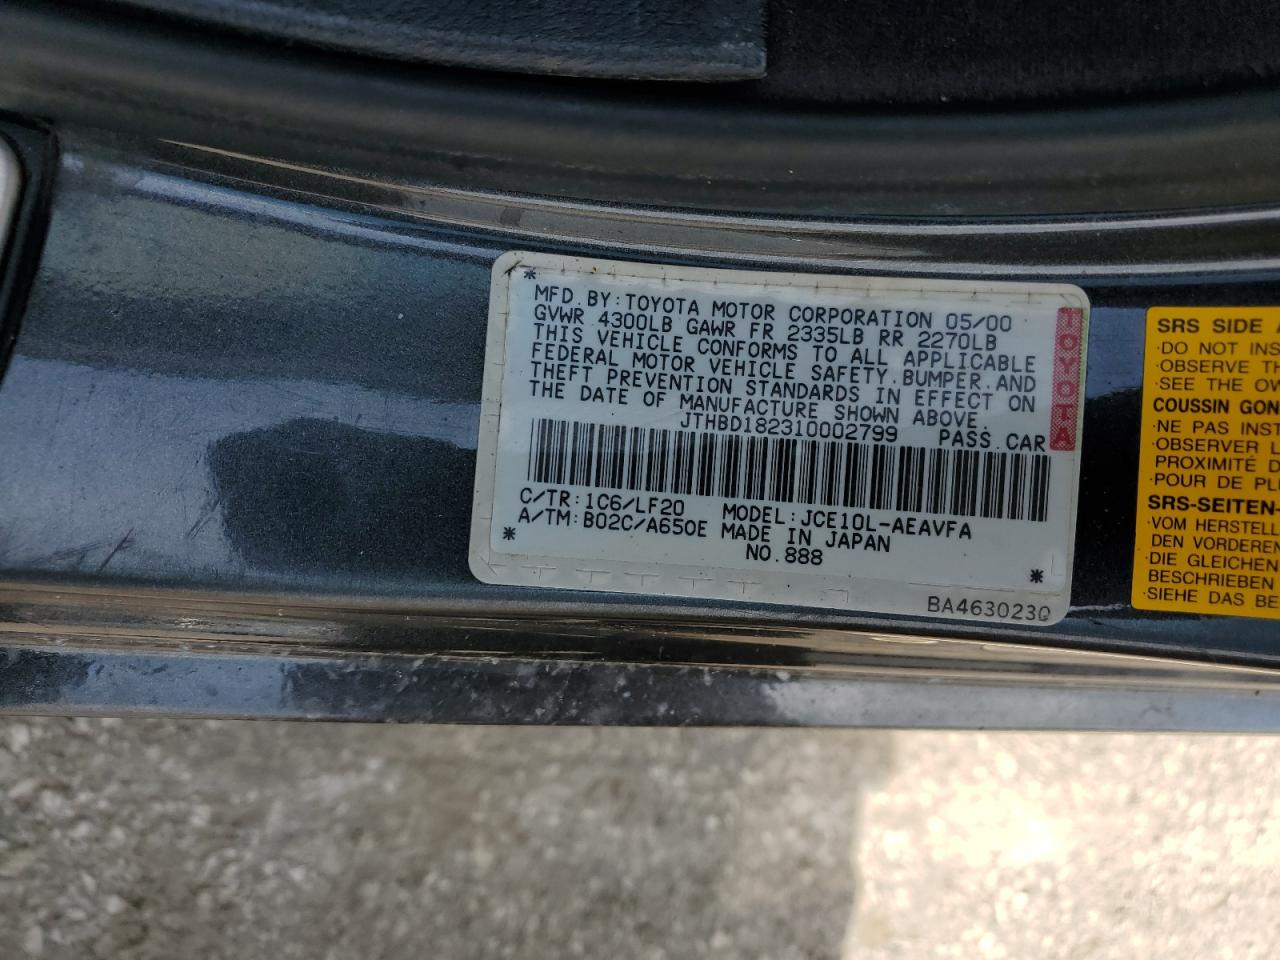 *
MFD. BY: TOYOTA MOTOR CORPORATION 05/00
GVWR 4300LB GAWR FR 2335LB RR 2270LB
THIS VEHICLE CONFORMS TO ALL APPLICABLE
FEDERAL MOTOR VEHICLE SAFETY. BUMPER. AND
THEFT PREVENTION STANDARDS IN EFFECT ON
THE DATE OF MANUFACTURE SHOWN ABOVE.
JTHBD182310002799 PASS. CAR
TOYOTA
C/TR: 1C6/LF20 MODEL: JCE10L-AEAVFA
A/TM: B02C/A650E MADE IN JAPAN
* NO. 888 *
BA463023Q
SRS SIDE A
·DO NOT INS
·OBSERVE TH
·SEE THE OW
COUSSIN GON
·NE PAS INST
·OBSERVER L
PROXIMITÉ D
·POUR DE PL
SRS-SEITEN-
·VOM HERSTELL
DEN VORDEREN
·DIE GLEICHEN
BESCHRIEBEN
·SIEHE DAS BE